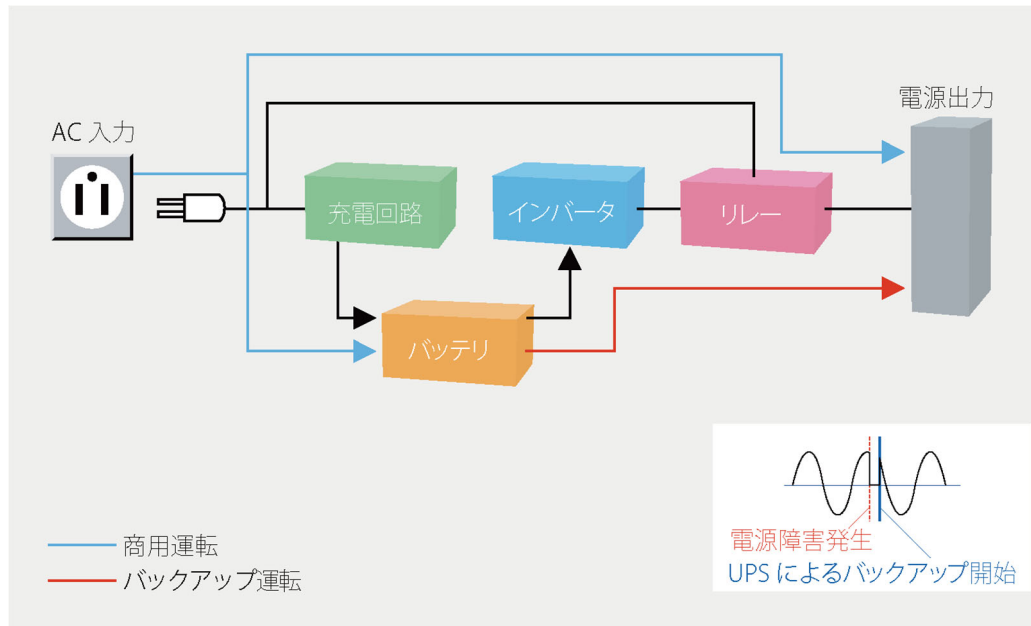 電源出力
AC 入力
充電回路
インバータ
リレー
バッテリ
電源障害発生
UPS によるバックアップ開始
商用運転
バックアップ運転